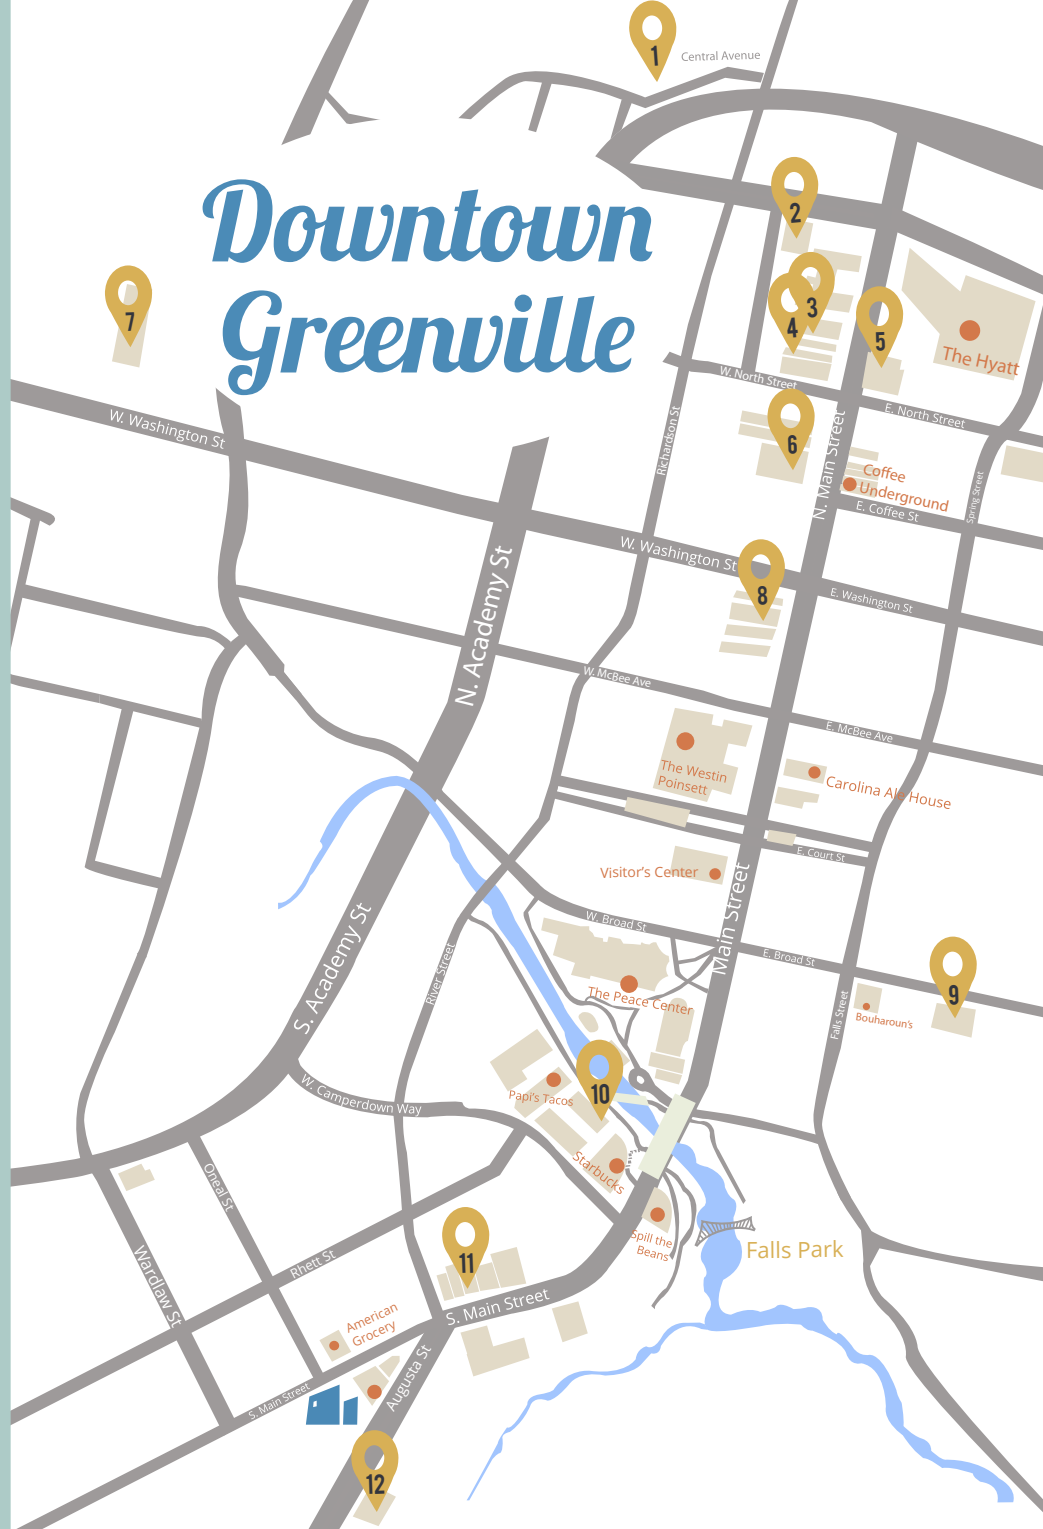 1
Central Avenue
2
Downtown
Greenville
3
4
7
5
The Hyatt
W. North Street
E. North Street
W. Washington St
6
Richardson St
N. Main Street
Coffee
Underground
E. Coffee St
Spring Street
W. Washington St
N. Academy St
8
E. Washington St
W. McBee Ave
E. McBee Ave
The Westin
Poinsett
Carolina Ale House
E. Court St
Visitor's Center
Main Street
W. Broad St
E. Broad St
S. Academy St
River Street
The Peace Center
9
Falls Street
Bouharoun's
W. Camperdown Way
Papi's Tacos
10
Starbucks
Oneal St
Spill the
Beans
Falls Park
Wardlaw St
Rhett St
11
S. Main Street
American
Grocery
Augusta St
S. Main Street
12